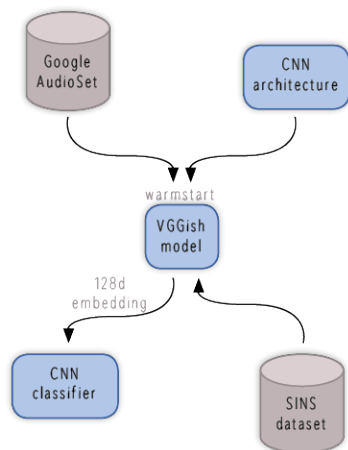 Google
AudioSet
CNN
architecture
warmstart
VGGish
model
128d
embedding
CNN
classifier
SINS
dataset